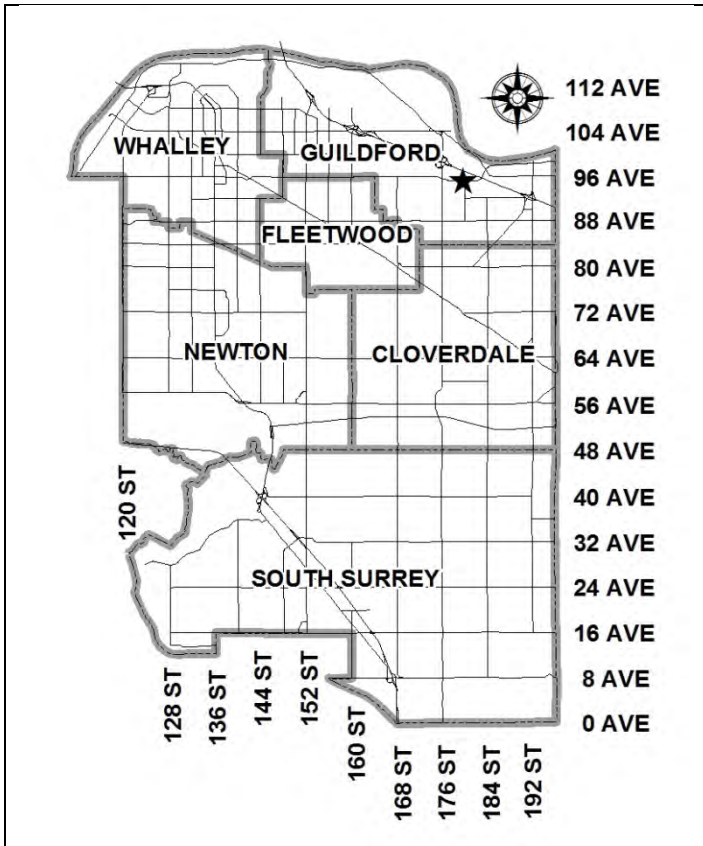 112 AVE
104 AVE
WHALLEY
GUILDFORD
96 AVE
88 AVE
FLEETWOOD
80 AVE
72 AVE
NEWTON
CLOVERDALE
64 AVE
56 AVE
48 AVE
120 ST
40 AVE
32 AVE
SOUTH SURREY
24 AVE
16 AVE
8 AVE
0 AVE
128 ST
136 ST
144 ST
152 ST
160 ST
168 ST
176 ST
184 ST
192 ST